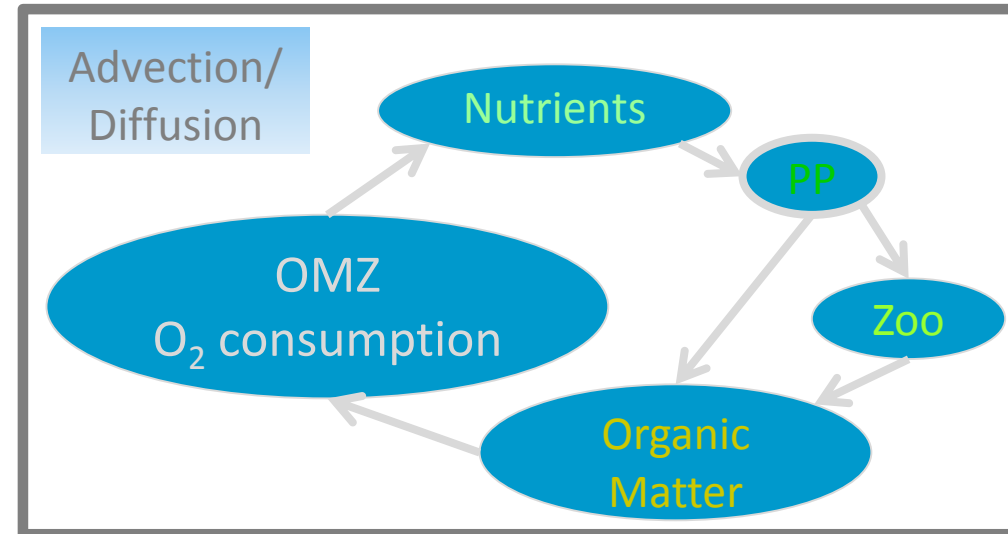 Advection/
Diffusion
Nutrients
PP
OMZ
O₂ consumption
Zoo
Organic
Matter